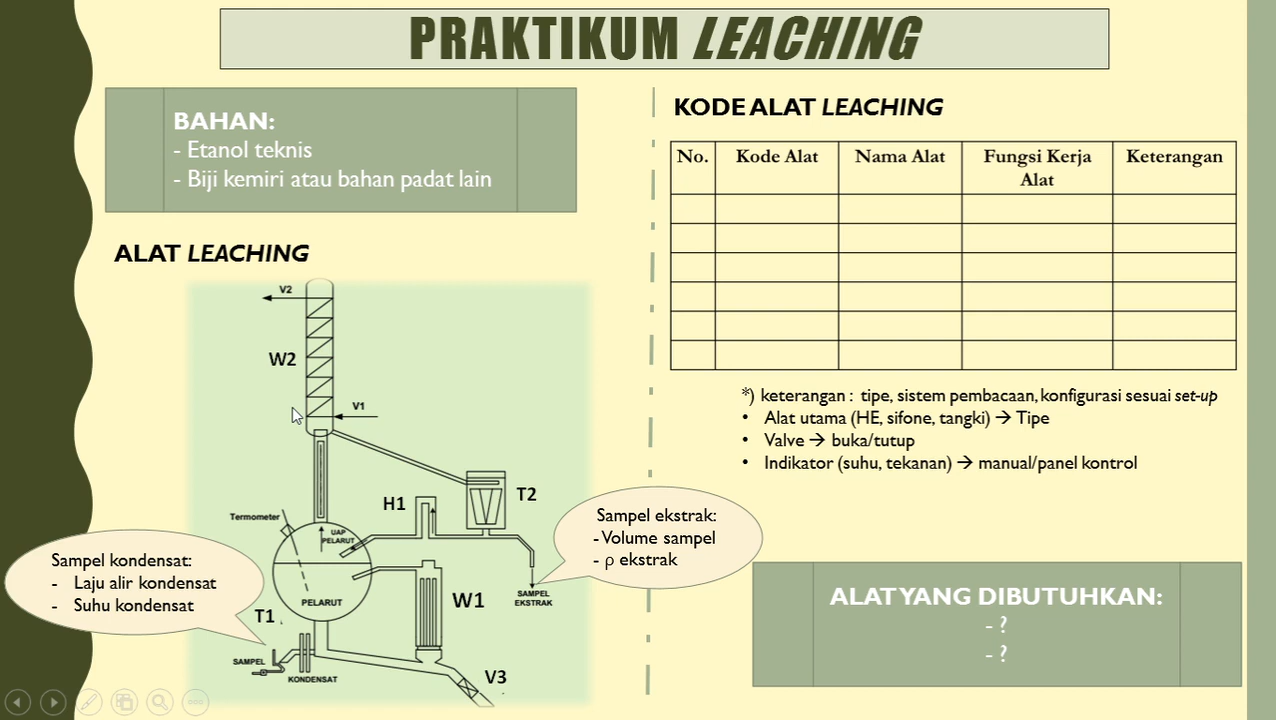 PRAKTIKUM LEACHING
BAHAN:
- Etanol teknis
- Biji kemiri atau bahan padat lain
ALAT LEACHING
V2
W2
V1
T2
H1
Termometer
UAP
PELARUT
PELARUT
T1
W1
SAMPEL
EKSTRAK
SAMPEL
KONDENSAT
V3
Sampel kondensat:
- Laju alir kondensat
- Suhu kondensat
Sampel ekstrak:
- Volume sampel
- ρ ekstrak
KODE ALAT LEACHING
No. Kode Alat Nama Alat Fungsi Kerja Keterangan
Alat
*) keterangan : tipe, sistem pembacaan, konfigurasi sesuai set-up
• Alat utama (HE, sifone, tangki) → Tipe
• Valve → buka/tutup
• Indikator (suhu, tekanan) → manual/panel kontrol
ALAT YANG DIBUTUHKAN:
- ?
- ?